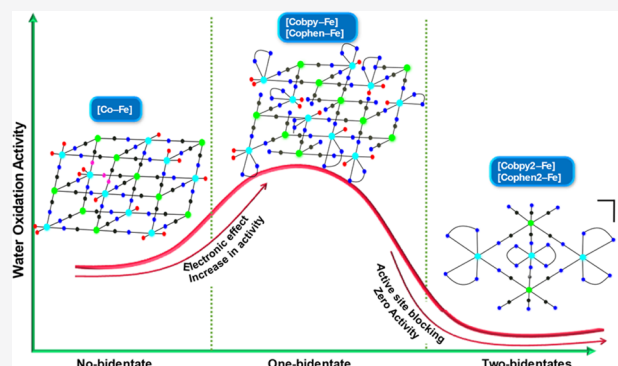 [Cobpy–Fe]
[Cophen–Fe]
[Co–Fe]
[Cobpy2–Fe]
[Cophen2–Fe]
Water Oxidation Activity
Electronic effect
Increase in activity
Active site blocking
Zero Activity
No-bidentate
One-bidentate
Two-bidentates